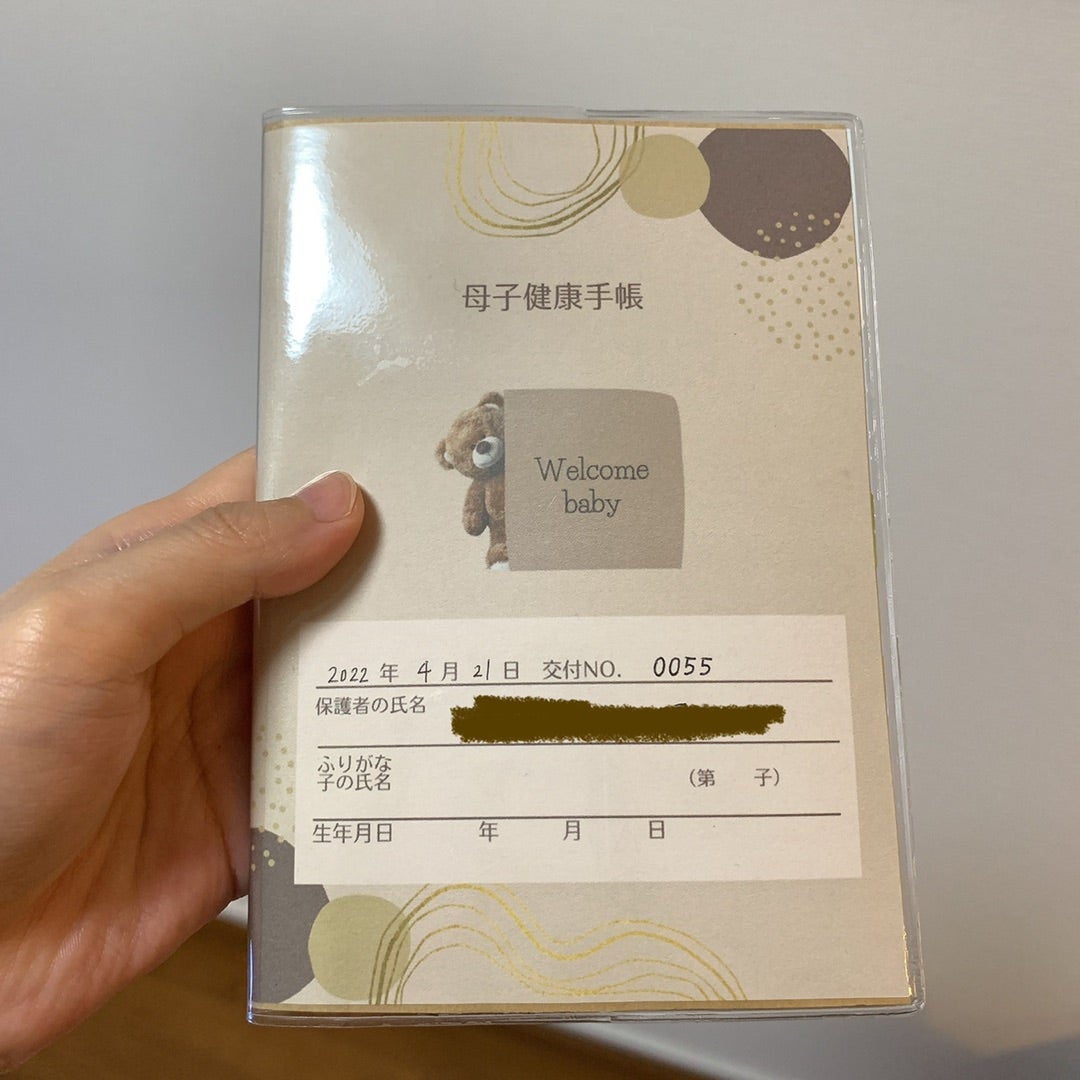 母子健康手帳
Welcome
baby
2022 年 4 月 21 日 交付NO. 0055
保護者の氏名
ふりがな
子の氏名 (第 子)
生年月日 年 月 日